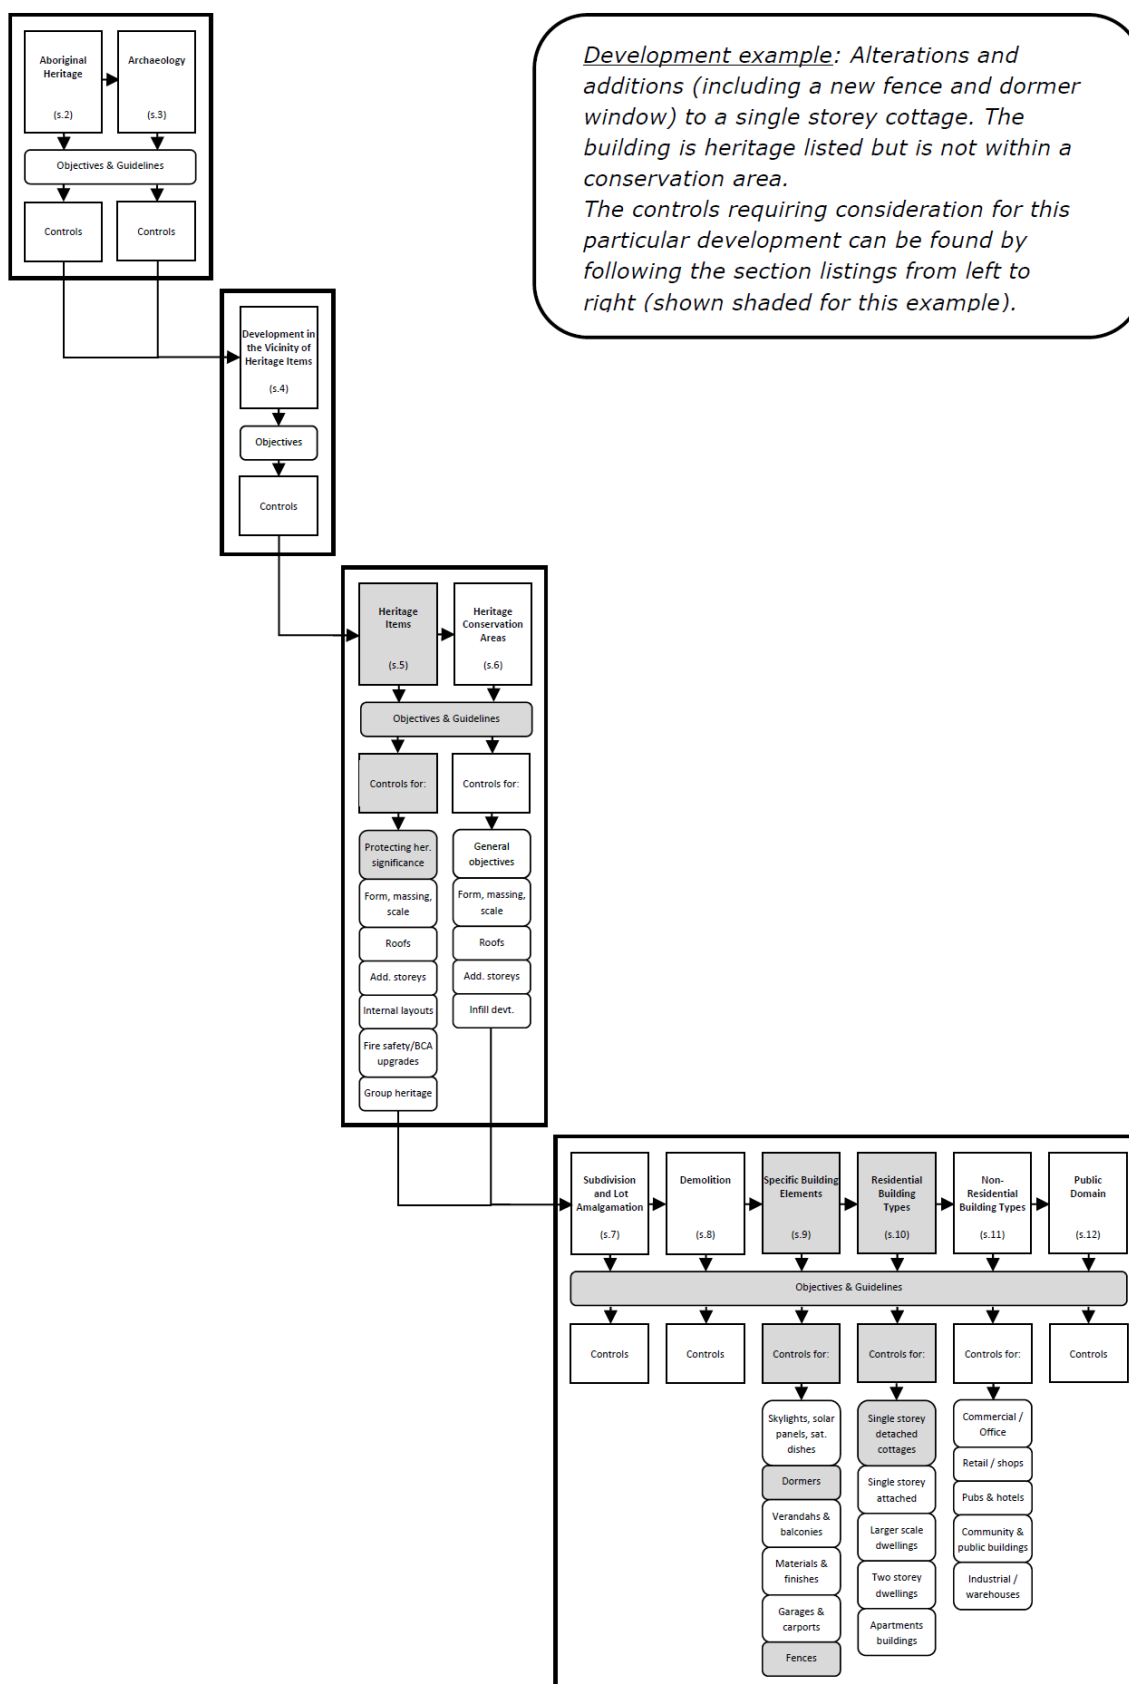 Aboriginal
Heritage
(s.2)
Archaeology
(s.3)
Objectives & Guidelines
Controls
Controls
Development example: Alterations and
additions (including a new fence and dormer
window) to a single storey cottage. The
building is heritage listed but is not within a
conservation area.
The controls requiring consideration for this
particular development can be found by
following the section listings from left to
right (shown shaded for this example).
Development in
the Vicinity of
Heritage Items
(s.4)
Objectives
Controls
Heritage
Items
(s.5)
Heritage
Conservation
Areas
(s.6)
Objectives & Guidelines
Controls for:
Controls for:
Protecting her.
significance
Form, massing,
scale
Roofs
Add. storeys
Internal layouts
Fire safety/BCA
upgrades
Group heritage
General
objectives
Form, massing,
scale
Roofs
Add. storeys
Infill devt.
Subdivision
and Lot
Amalgamation
(s.7)
Demolition
(s.8)
Specific Building
Elements
(s.9)
Residential
Building
Types
(s.10)
Non-
Residential
Building Types
(s.11)
Public
Domain
(s.12)
Objectives & Guidelines
Controls
Controls
Controls for:
Controls for:
Controls for:
Controls
Skylights, solar
panels, sat.
dishes
Dormers
Verandahs &
balconies
Materials &
finishes
Garages &
carports
Fences
Single storey
detached
cottages
Single storey
attached
Larger scale
dwellings
Two storey
dwellings
Apartments
buildings
Commercial /
Office
Retail / shops
Pubs & hotels
Community &
public buildings
Industrial /
warehouses